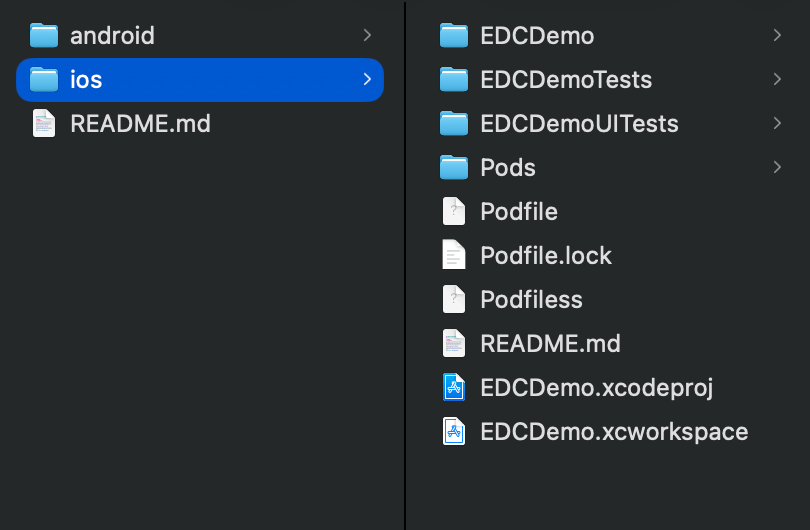 android
ios
README.md
EDCDemo
EDCDemoTests
EDCDemoUITests
Pods
Podfile
Podfile.lock
Podfiless
README.md
EDCDemo.xcodeproj
EDCDemo.xcworkspace